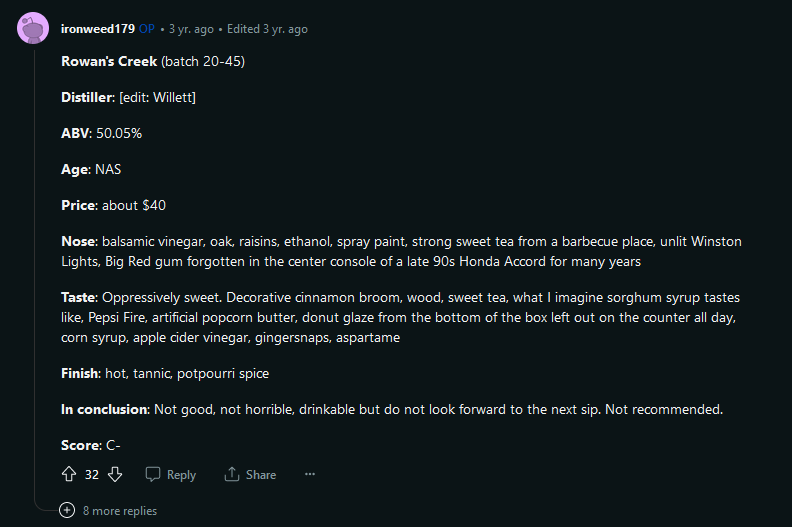 ironweed179 OP • 3 yr. ago • Edited 3 yr. ago
Rowan's Creek (batch 20-45)
Distiller: [edit: Willett]
ABV: 50.05%
Age: NAS
Price: about $40
Nose: balsamic vinegar, oak, raisins, ethanol, spray paint, strong sweet tea from a barbecue place, unlit Winston
Lights, Big Red gum forgotten in the center console of a late 90s Honda Accord for many years
Taste: Oppressively sweet. Decorative cinnamon broom, wood, sweet tea, what I imagine sorghum syrup tastes
like, Pepsi Fire, artificial popcorn butter, donut glaze from the bottom of the box left out on the counter all day,
corn syrup, apple cider vinegar, gingersnaps, aspartame
Finish: hot, tannic, potpourri spice
In conclusion: Not good, not horrible, drinkable but do not look forward to the next sip. Not recommended.
Score: C-
32 Reply Share ...
8 more replies